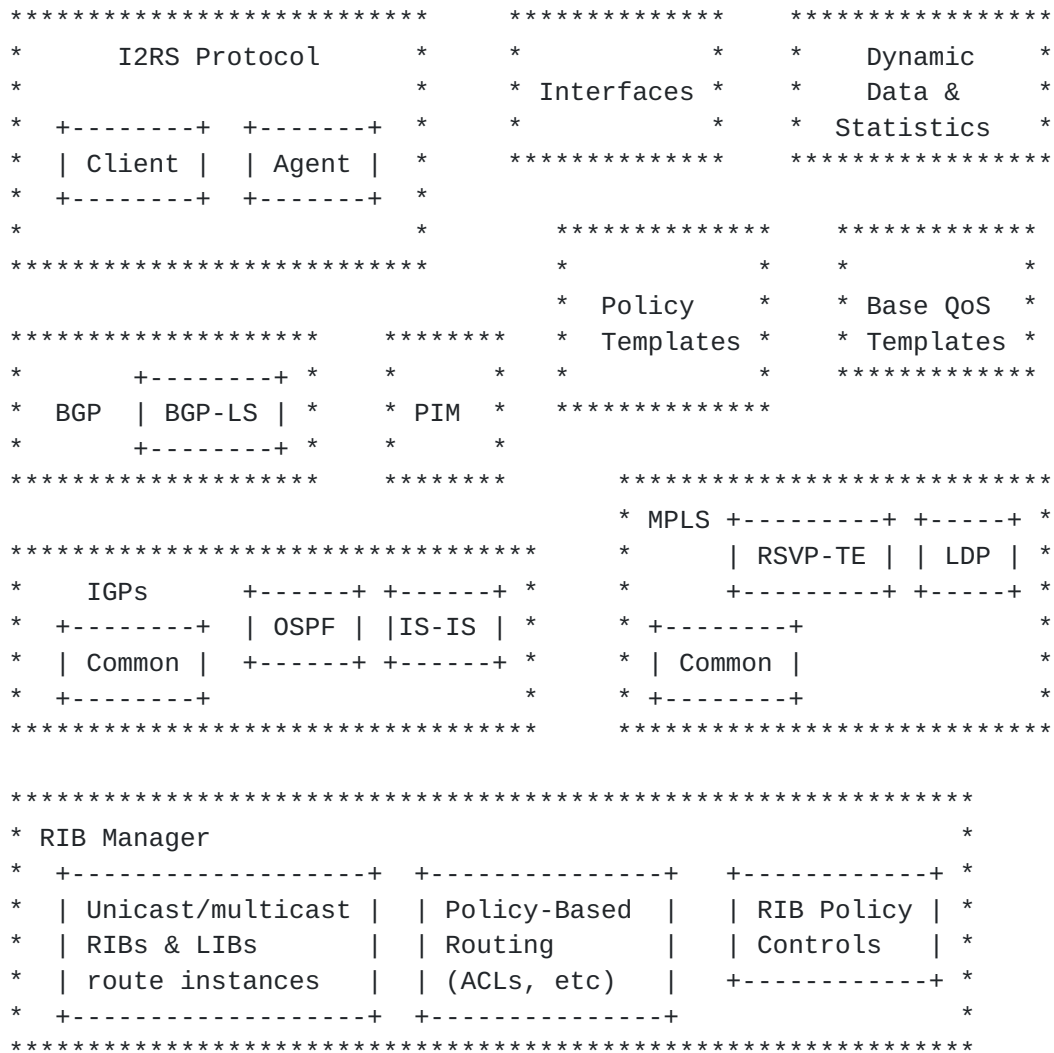 I2RS Protocol
Client
Agent
Interfaces
Dynamic
Data &
Statistics
Policy
Templates
Base QoS
Templates
BGP
BGP-LS
PIM
MPLS
RSVP-TE
LDP
Common
IGPs
OSPF
IS-IS
Common
RIB Manager
Unicast/multicast
RIBs & LIBs
route instances
Policy-Based
Routing
(ACLs, etc)
RIB Policy
Controls